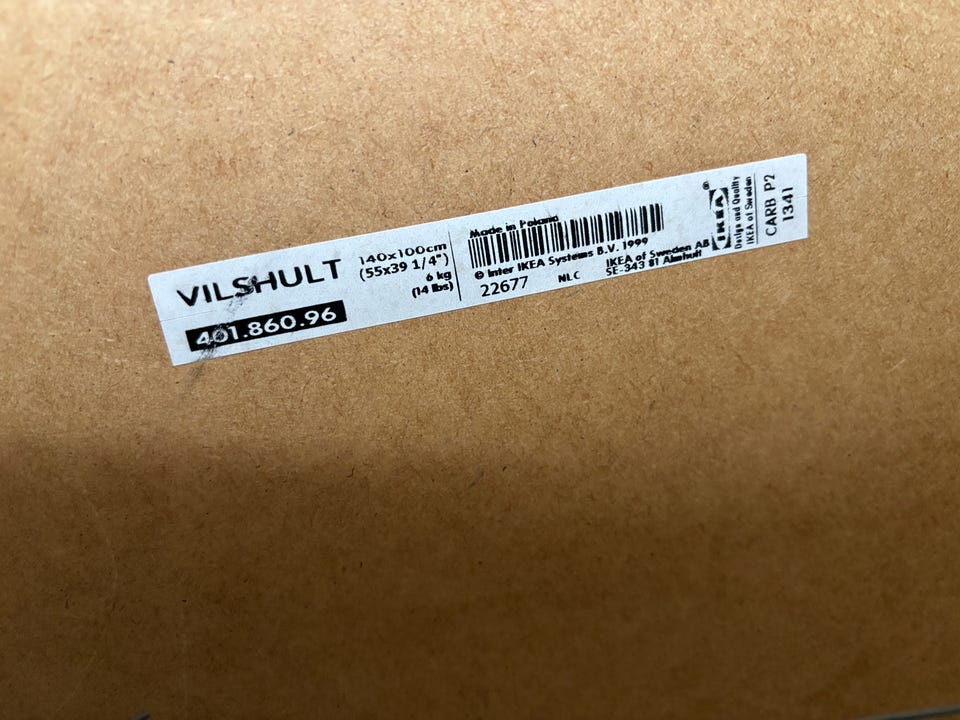 VILSHULT
401.860.96
140x100cm
(55x39 1/4")
6 kg
(14 lbs)
Made in Poland
© Inter IKEA Systems B.V. 1999
22677
NLC
IKEA of Sweden AB
SE-343 81 Älmhult
IKEA®
Design and Quality
IKEA of Sweden
CARB P2
1341